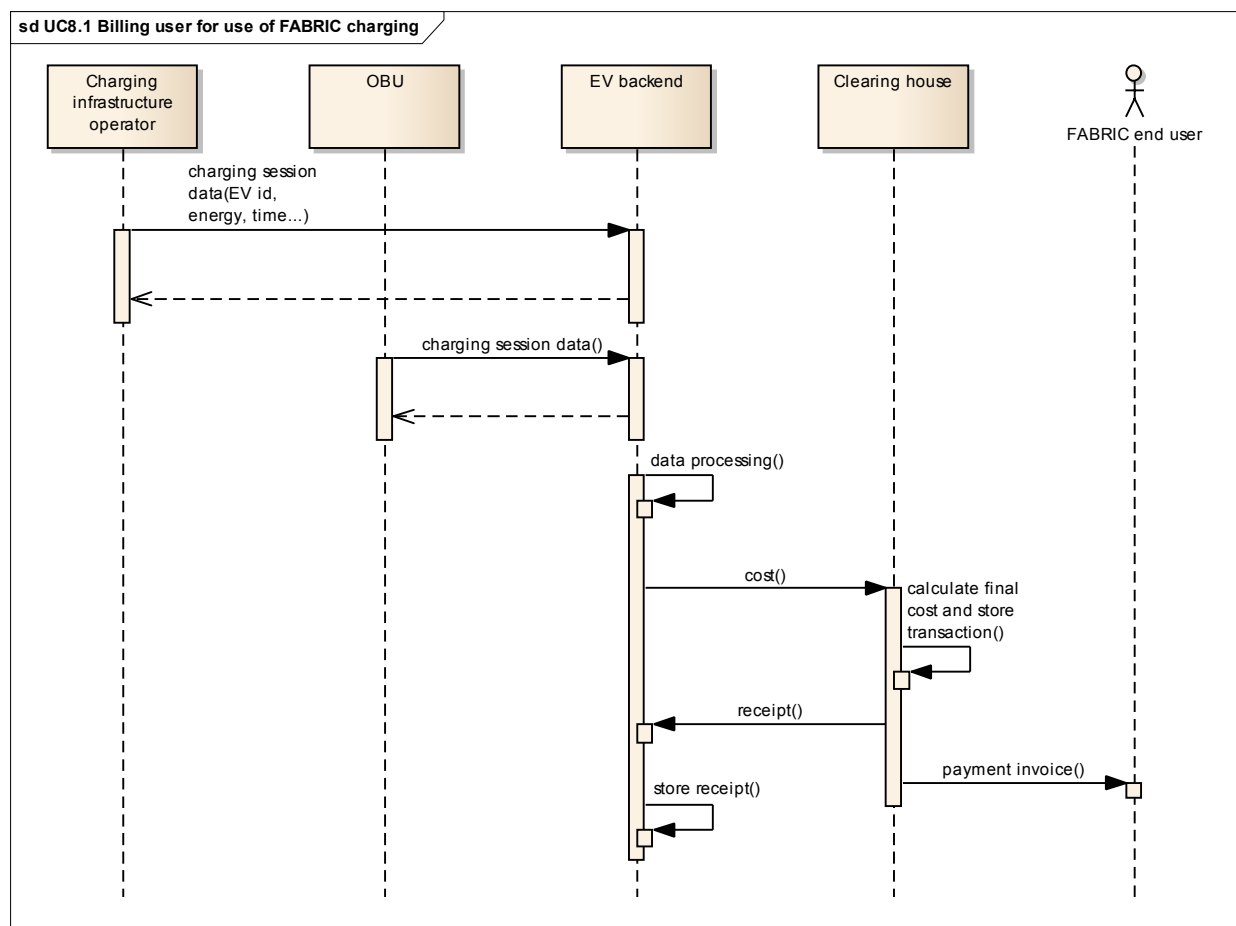 sd UC8.1 Billing user for use of FABRIC charging
Charging
infrastructure
operator
OBU
EV backend
Clearing house
FABRIC end user
charging session
data(EV id,
energy, time...)
charging session data()
data processing()
cost()
calculate final
cost and store
transaction()
receipt()
payment invoice()
store receipt()